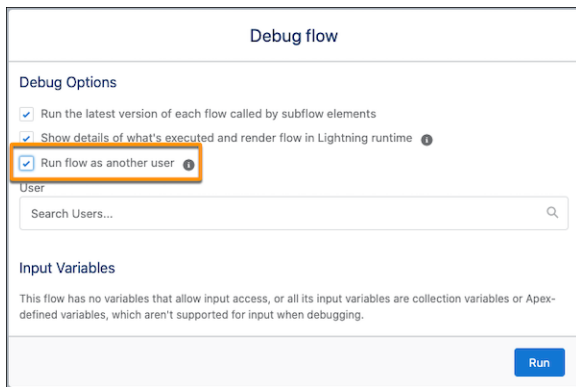 Debug flow
Debug Options
Run the latest version of each flow called by subflow elements
Show details of what's executed and render flow in Lightning runtime
Run flow as another user
User
Search Users...
Input Variables
This flow has no variables that allow input access, or all its input variables are collection variables or Apex-
defined variables, which aren't supported for input when debugging.
Run